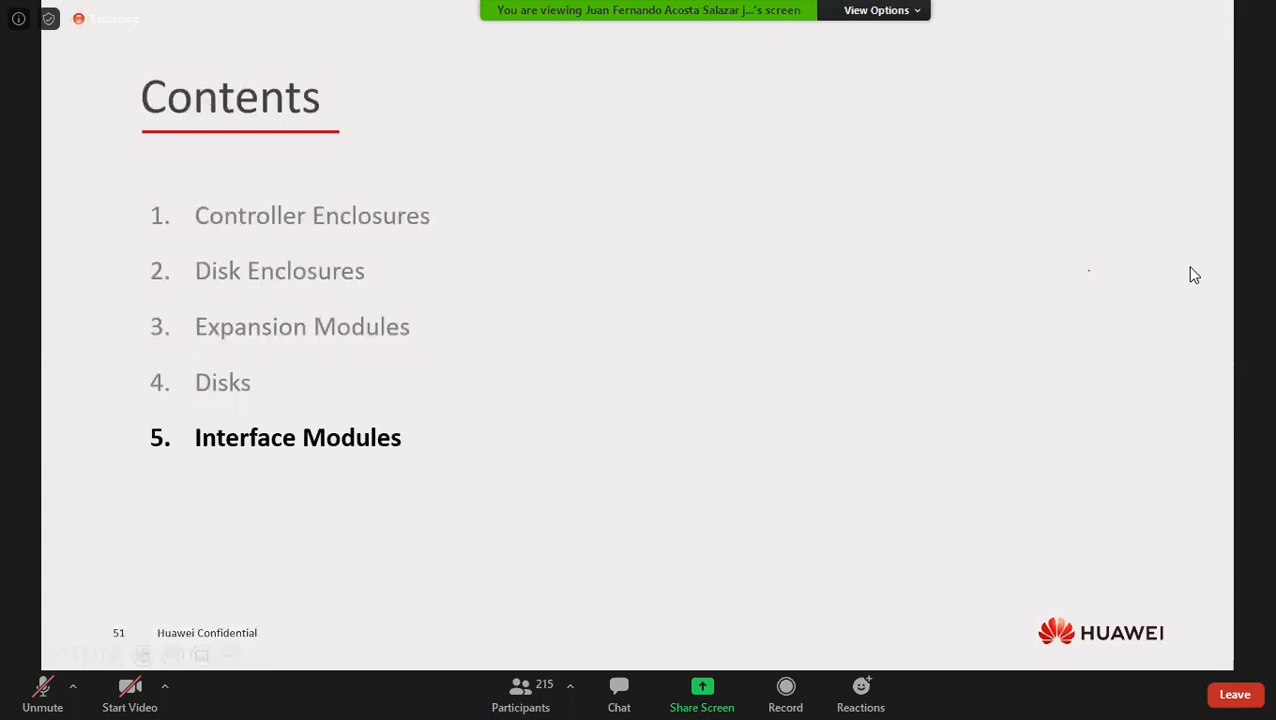 Recording
You are viewing Juan Fernando Acosta Salazar j...'s screen
View Options
Contents
1. Controller Enclosures
2. Disk Enclosures
3. Expansion Modules
4. Disks
5. Interface Modules
51 Huawei Confidential
HUAWEI
Unmute
Start Video
215
Participants
Chat
Share Screen
Record
Reactions
Leave